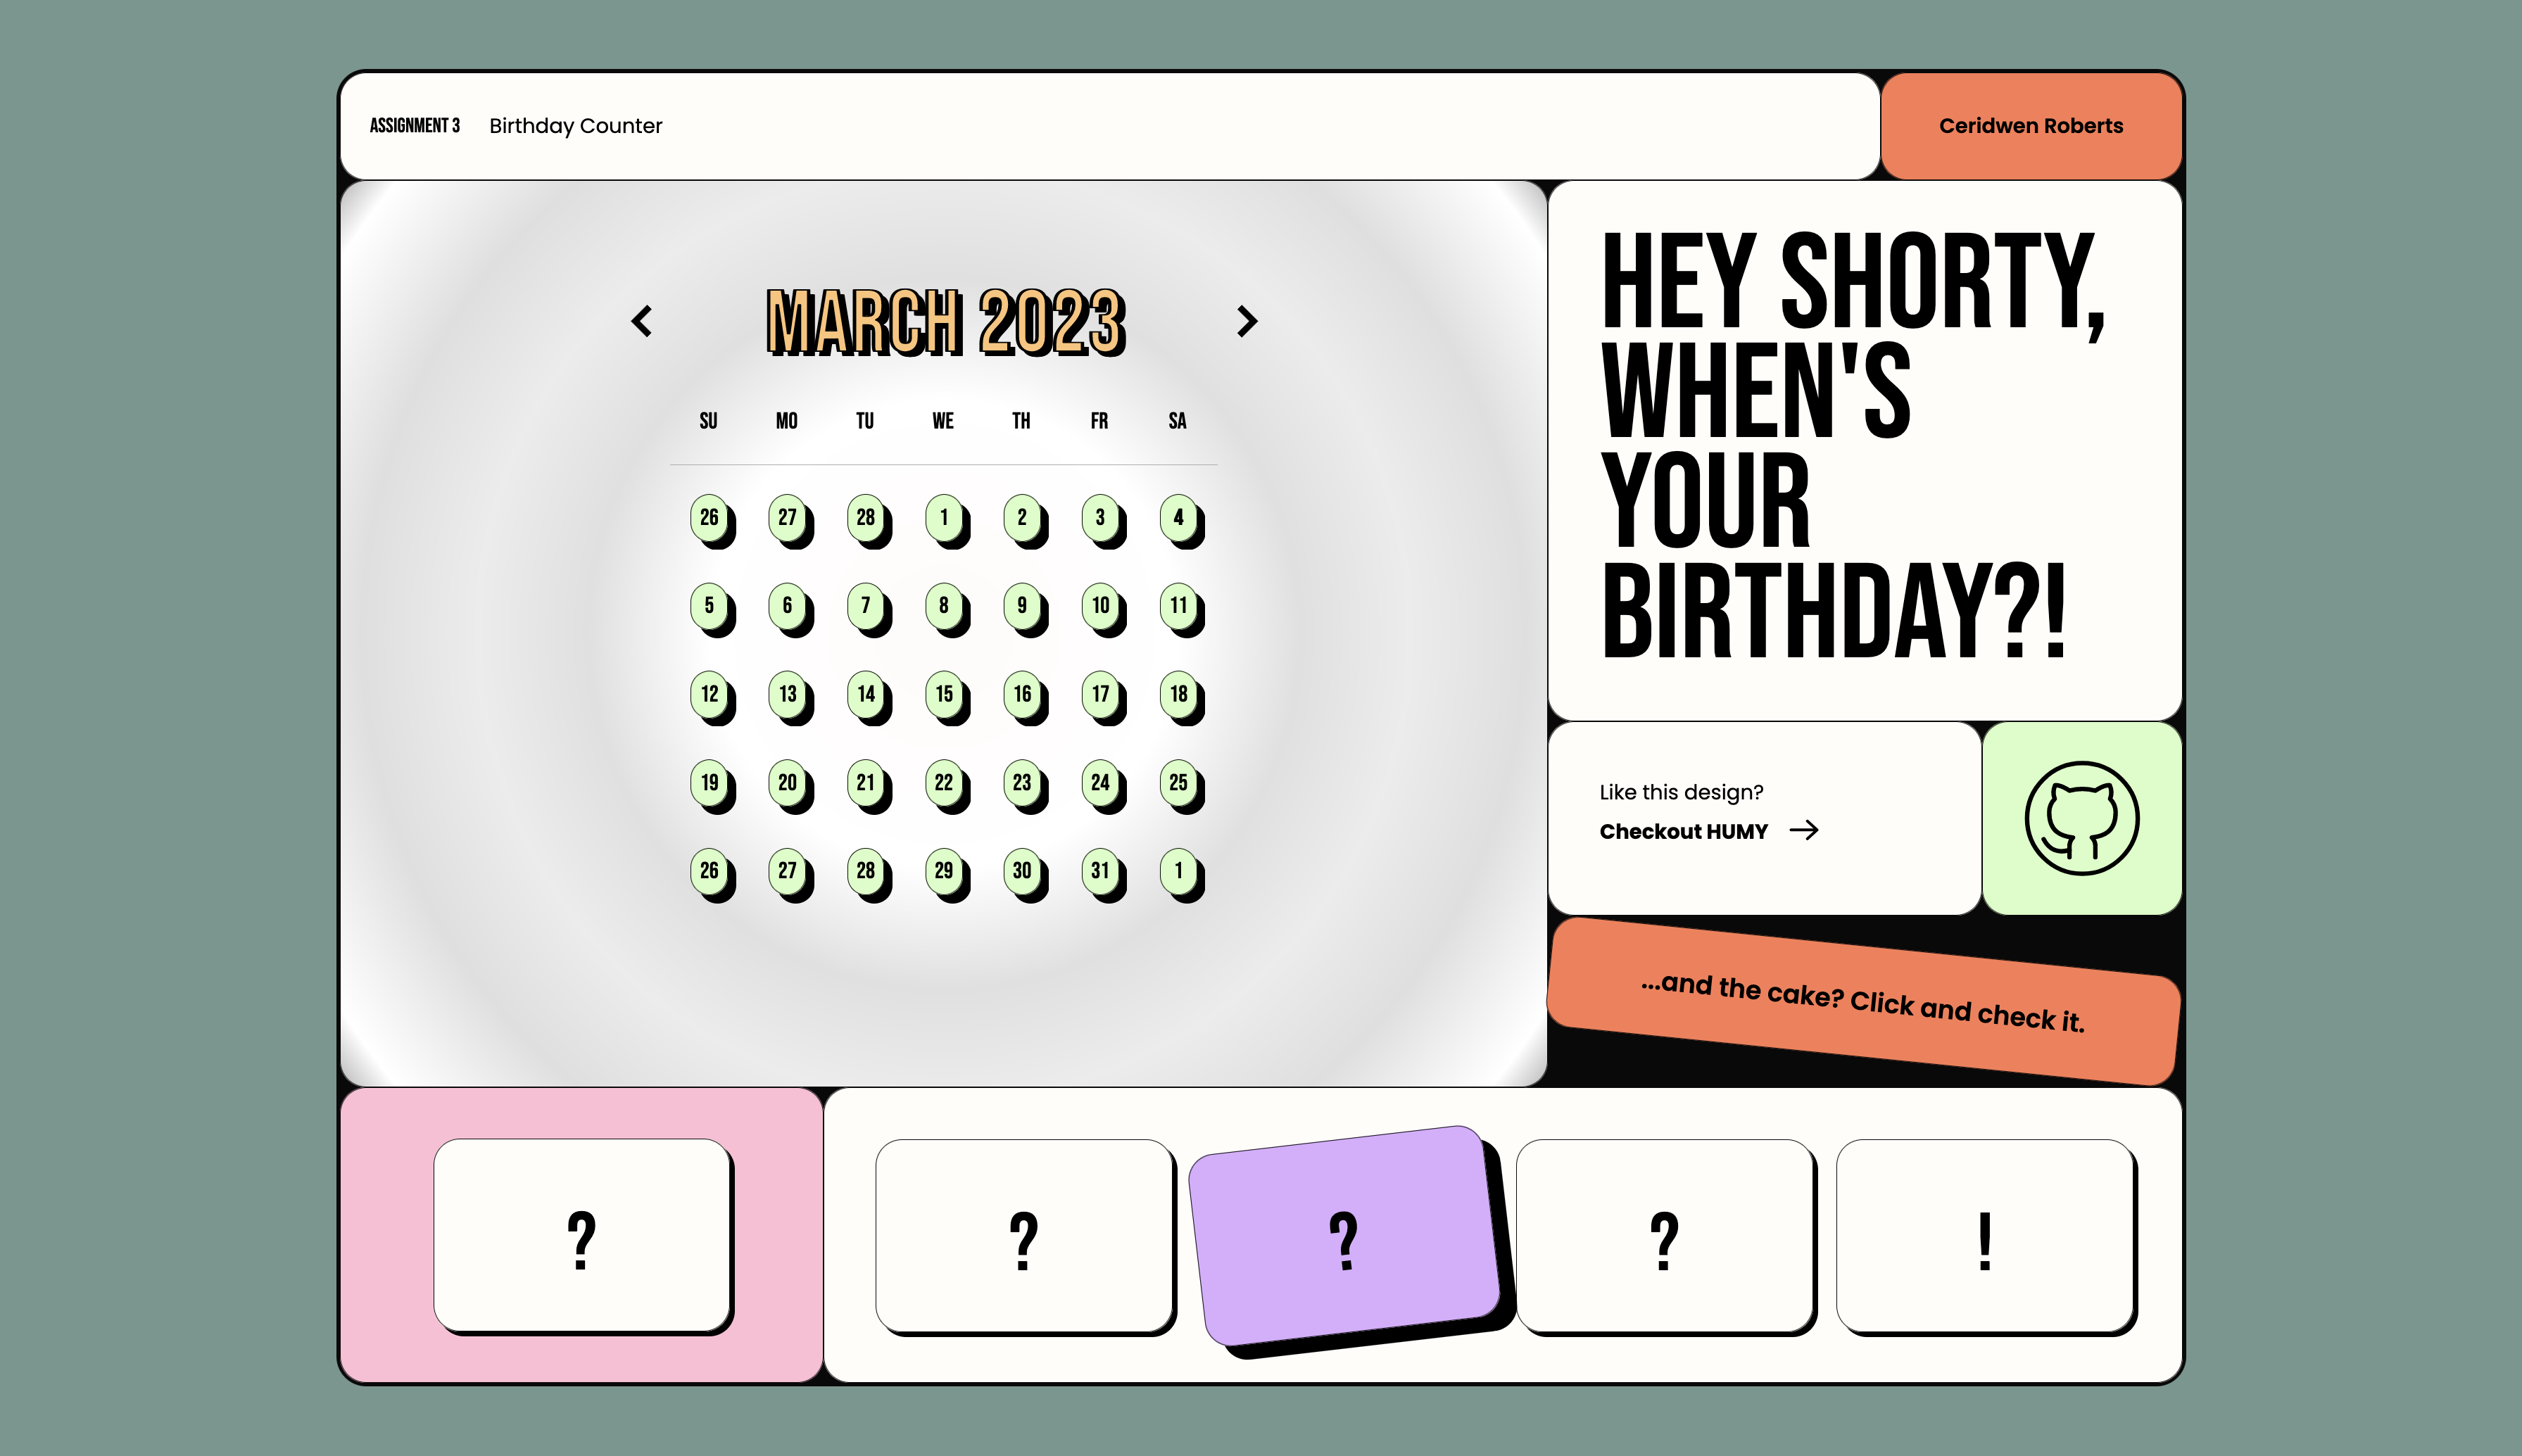 ASSIGNMENT 3 Birthday Counter
Ceridwen Roberts
MARCH 2023
SU MO TU WE TH FR SA
26 27 28 1 2 3 4
5 6 7 8 9 10 11
12 13 14 15 16 17 18
19 20 21 22 23 24 25
26 27 28 29 30 31 1
HEY SHORTY,
WHEN'S
YOUR
BIRTHDAY?!
Like this design?
Checkout HUMY
...and the cake? Click and check it.
? ? ? ? !